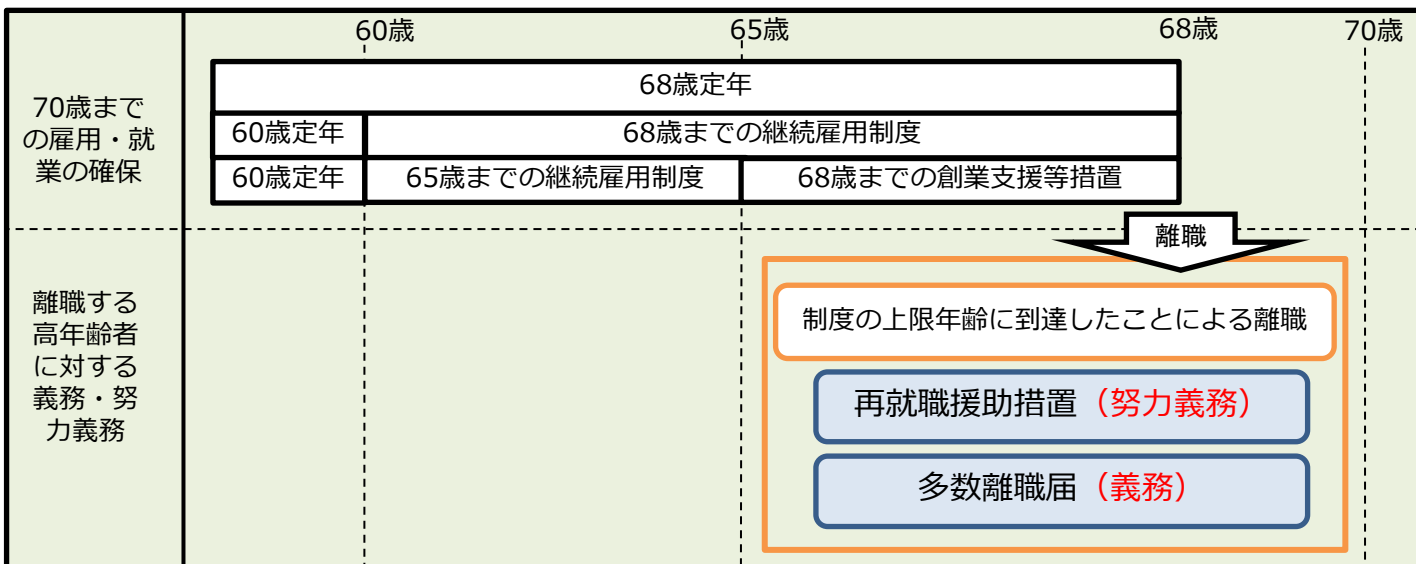 60歳
65歳
68歳
70歳
70歳まで
の雇用・就
業の確保
68歳定年
60歳定年
68歳までの継続雇用制度
60歳定年
65歳までの継続雇用制度
68歳までの創業支援等措置
離職
離職する
高年齢者
に対する
義務・努
力義務
制度の上限年齢に到達したことによる離職
再就職援助措置（努力義務）
多数離職届（義務）